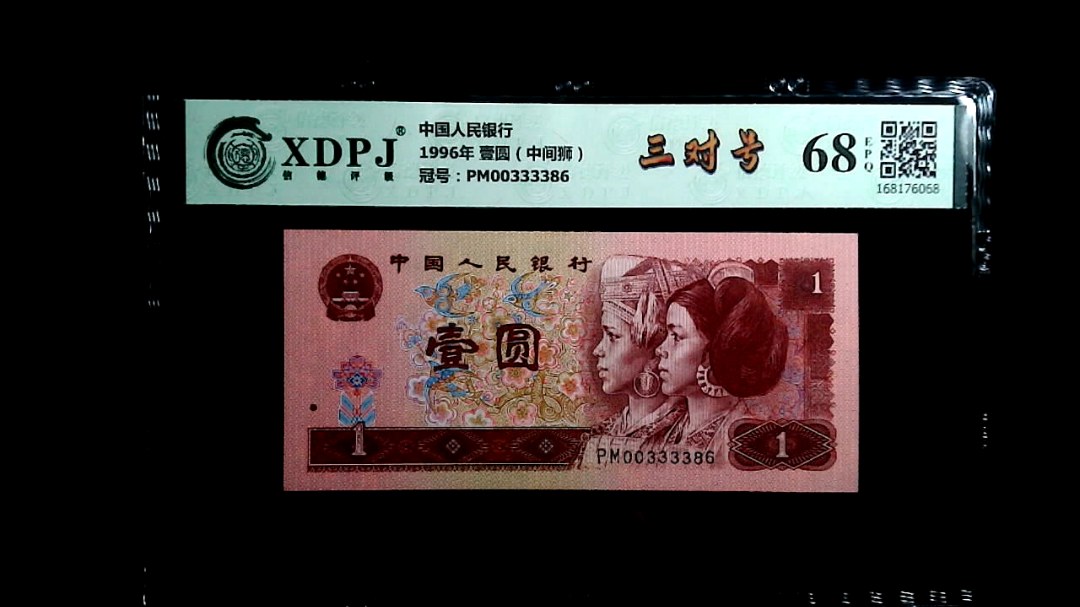 XDPJ®
信德评级
中国人民银行
1996年 壹圆（中间狮）
冠号：PM00333386
三对号
68
EPQ
168176068
中国人民银行
1
壹圆
1
PM00333386
1